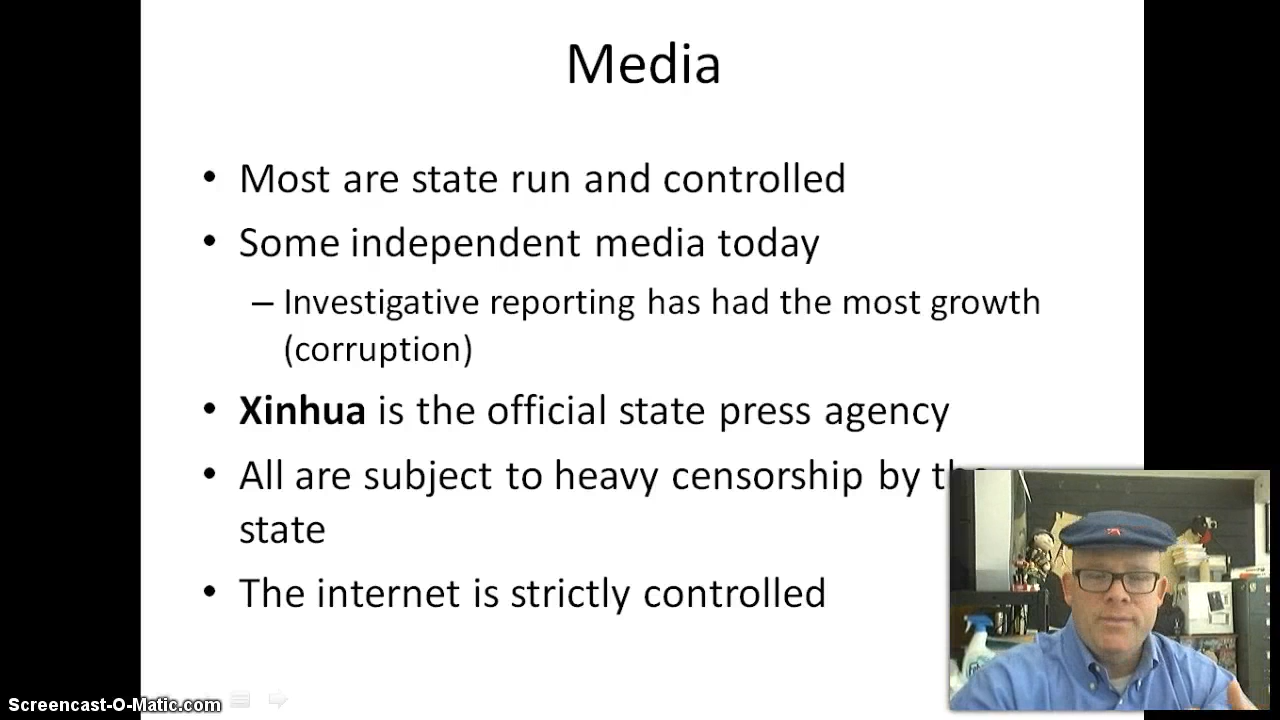 Media
• Most are state run and controlled
• Some independent media today
– Investigative reporting has had the most growth
(corruption)
• Xinhua is the official state press agency
• All are subject to heavy censorship by the
state
• The internet is strictly controlled
Screencast-O-Matic.com